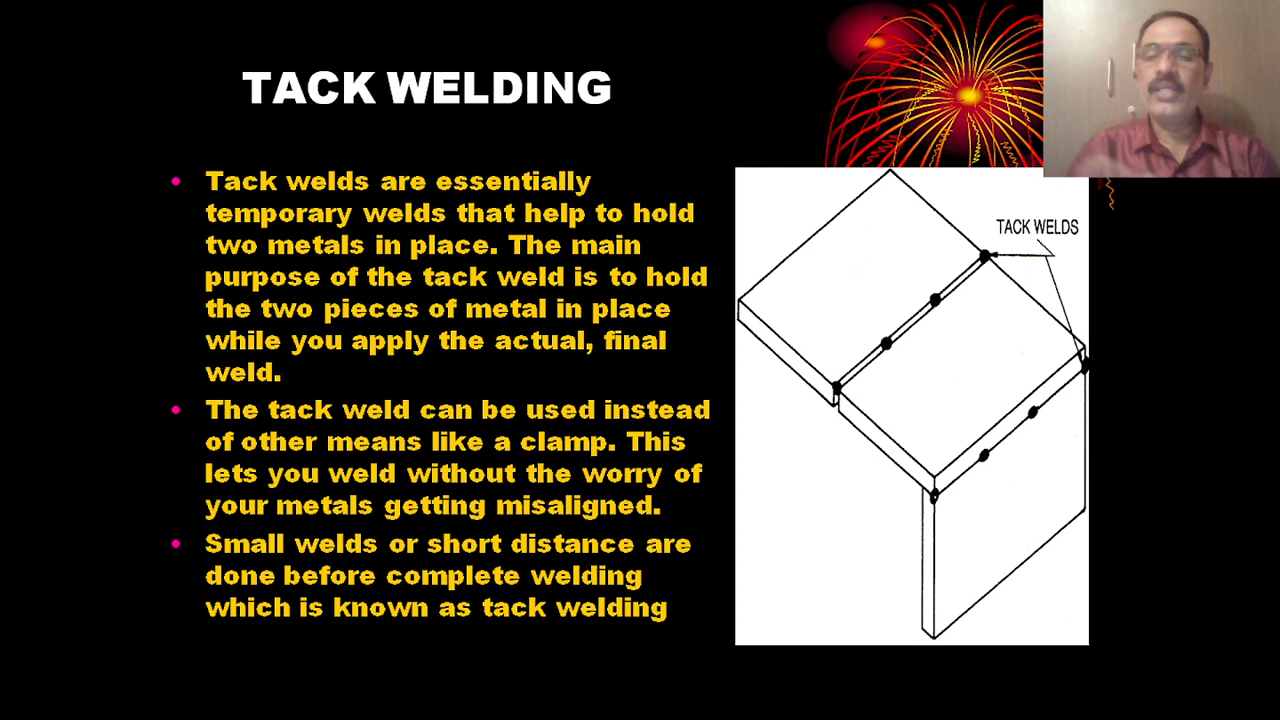 TACK WELDING
• Tack welds are essentially
temporary welds that help to hold
two metals in place. The main
purpose of the tack weld is to hold
the two pieces of metal in place
while you apply the actual, final
weld.
• The tack weld can be used instead
of other means like a clamp. This
lets you weld without the worry of
your metals getting misaligned.
• Small welds or short distance are
done before complete welding
which is known as tack welding
TACK WELDS